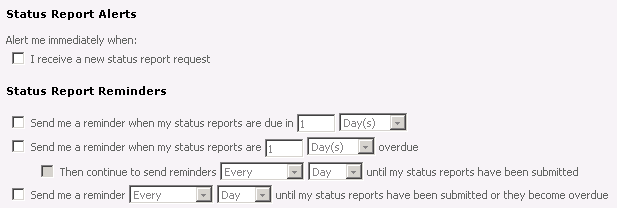 Status Report Alerts
Alert me immediately when:
I receive a new status report request
Status Report Reminders
Send me a reminder when my status reports are due in 1 Day(s)
Send me a reminder when my status reports are 1 Day(s) overdue
Then continue to send reminders Every Day until my status reports have been submitted
Send me a reminder Every Day until my status reports have been submitted or they become overdue